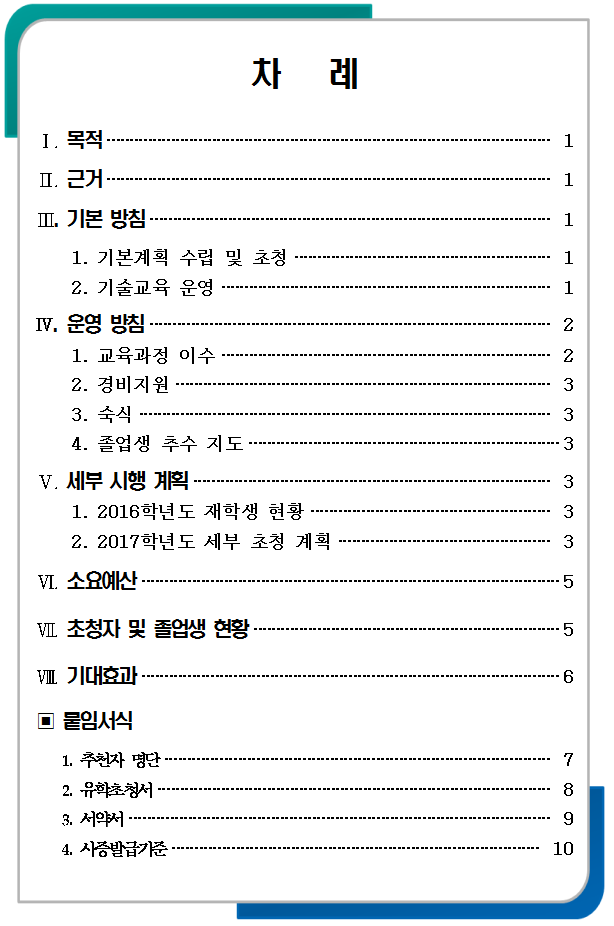 차 례
Ⅰ. 목적 1
Ⅱ. 근거 1
Ⅲ. 기본 방침 1
1. 기본계획 수립 및 초청 1
2. 기술교육 운영 1
Ⅳ. 운영 방침 2
1. 교육과정 이수 2
2. 경비지원 3
3. 숙식 3
4. 졸업생 추수 지도 3
Ⅴ. 세부 시행 계획 3
1. 2016학년도 재학생 현황 3
2. 2017학년도 세부 초청 계획 3
Ⅵ. 소요예산 5
Ⅶ. 초청자 및 졸업생 현황 5
Ⅷ. 기대효과 6
▣ 붙임서식
1. 추천자 명단 7
2. 유학초청서 8
3. 서약서 9
4. 사증발급기준 10